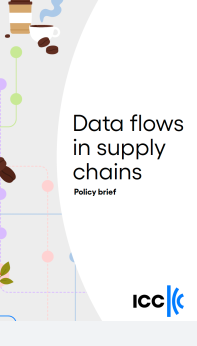 Data flows
in supply
chains
Policy brief
ICC